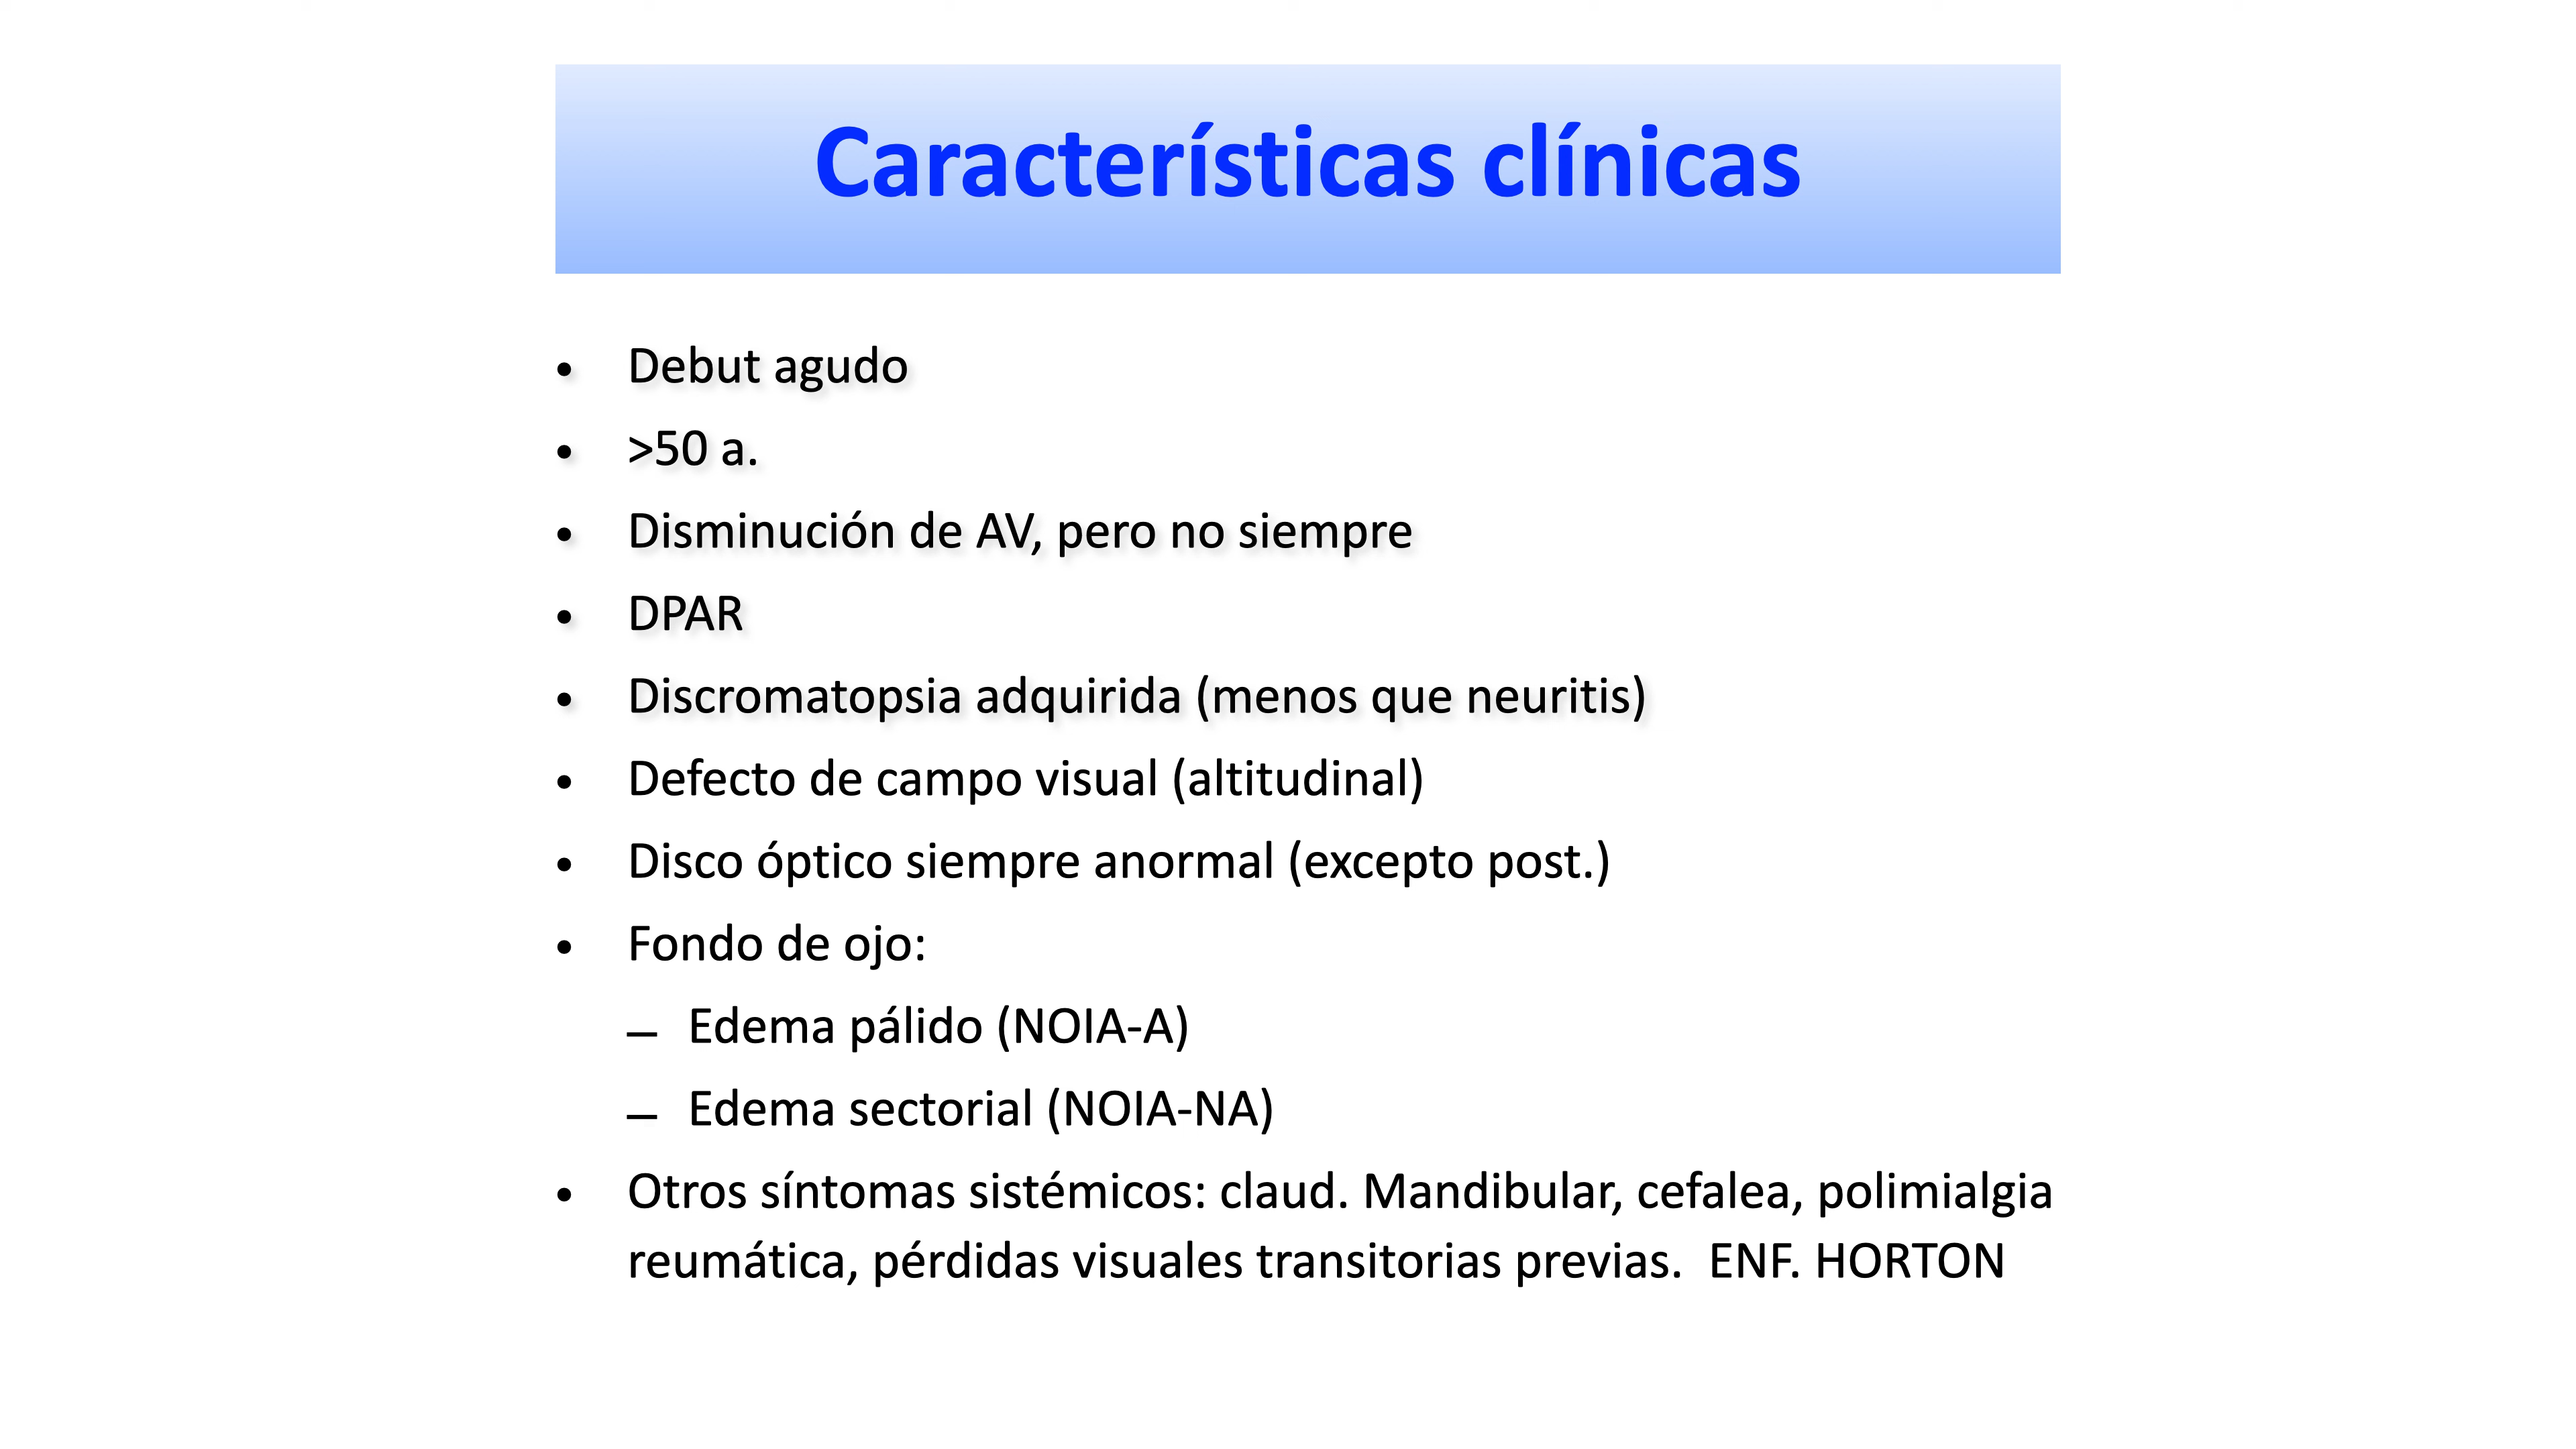 Características clínicas
• Debut agudo
• >50 a.
• Disminución de AV, pero no siempre
• DPAR
• Discromatopsia adquirida (menos que neuritis)
• Defecto de campo visual (altitudinal)
• Disco óptico siempre anormal (excepto post.)
• Fondo de ojo:
– Edema pálido (NOIA-A)
– Edema sectorial (NOIA-NA)
• Otros síntomas sistémicos: claud. Mandibular, cefalea, polimialgia
reumática, pérdidas visuales transitorias previas.  ENF. HORTON